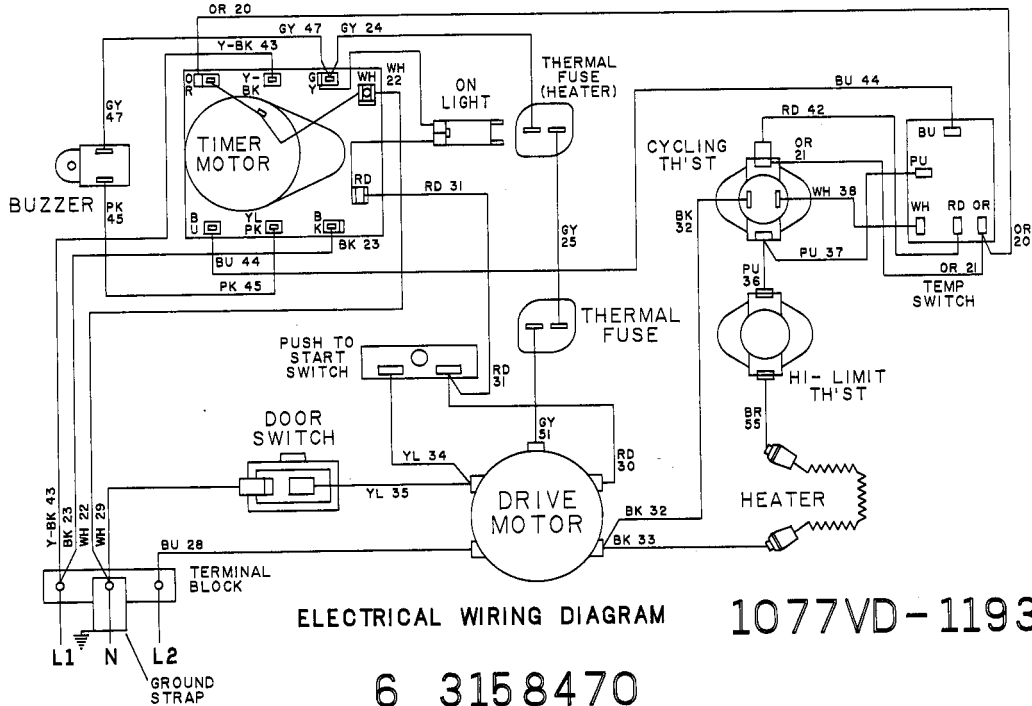 OR 20
GY 47
GY 24
Y-BK 43
WH 22
THERMAL
FUSE
(HEATER)
ON
LIGHT
BU 44
RD 42
OR
21
OR
Y-
BK
GY
WH
GY
47
TIMER
MOTOR
CYCLING
TH'ST
BU
PU
BUZZER
RD
RD 31
WH 38
WH
RD
OR
PK
45
BU
YL
PK
BK
BK 23
BU 44
PK 45
BK
32
GY
25
PU 37
OR
20
OR 21
TEMP
SWITCH
PU
36
THERMAL
FUSE
PUSH TO
START
SWITCH
RD
31
HI- LIMIT
TH'ST
BR
55
DOOR
SWITCH
GY
51
YL 34
RD
30
YL 35
DRIVE
MOTOR
HEATER
BK 32
BK 33
Y-BK 43
BK 23
WH 22
WH 29
BU 28
TERMINAL
BLOCK
L1
N
L2
GROUND
STRAP
ELECTRICAL WIRING DIAGRAM
1077VD-1193
6 3158470